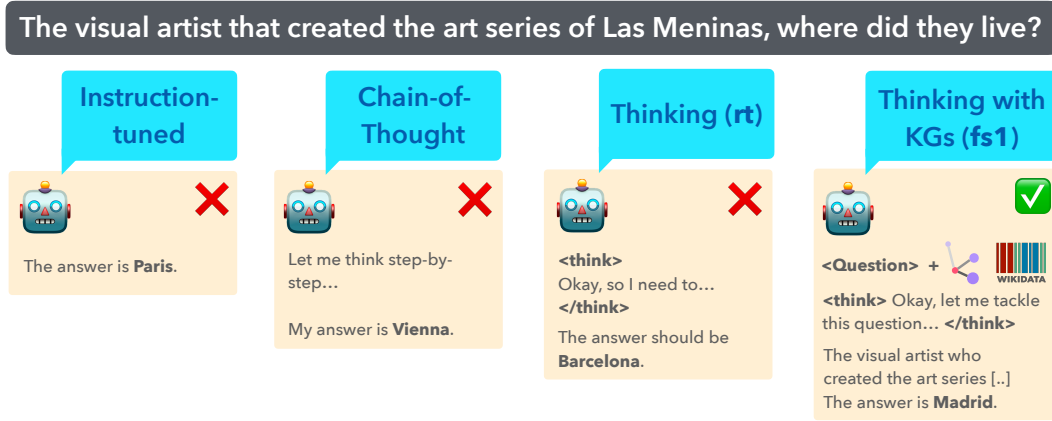 The visual artist that created the art series of Las Meninas, where did they live?
Instruction-
tuned
The answer is Paris.
Chain-of-
Thought
Let me think step-by-
step...
My answer is Vienna.
Thinking (rt)
<think>
Okay, so I need to...
</think>
The answer should be
Barcelona.
Thinking with
KGs (fs1)
<Question> +
WIKIDATA
<think> Okay, let me tackle
this question... </think>
The visual artist who
created the art series [..]
The answer is Madrid.